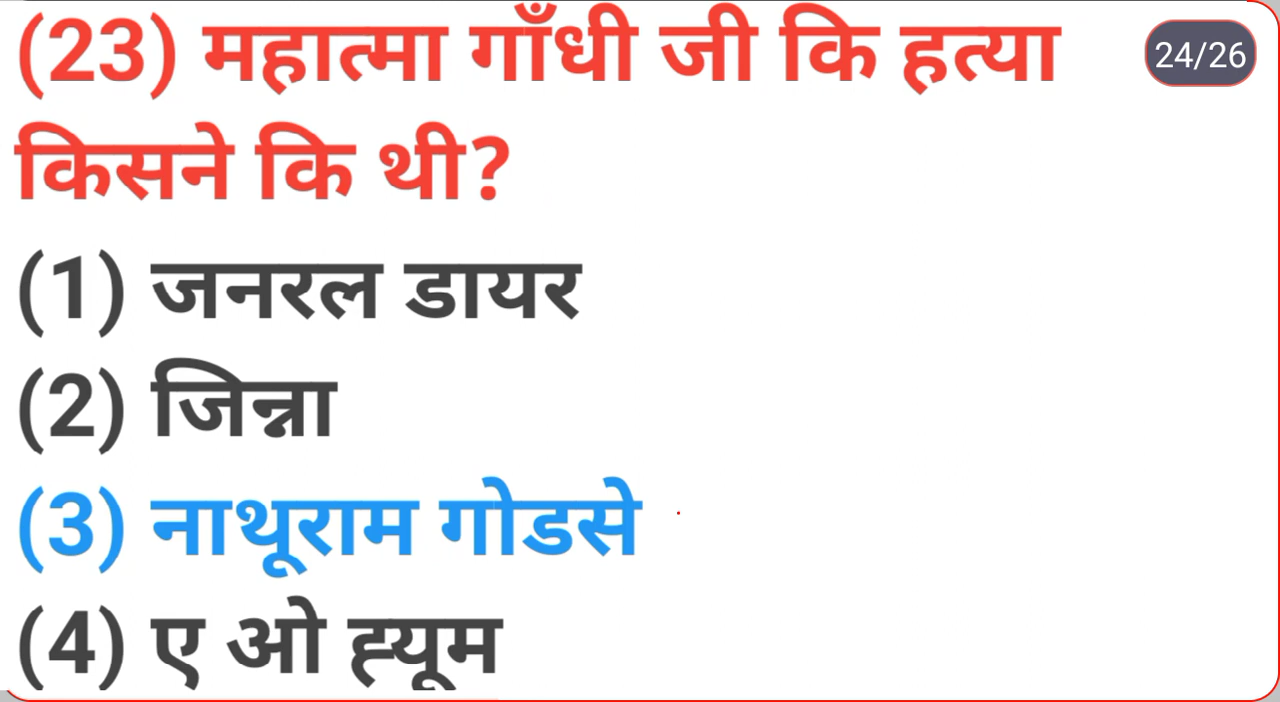 (23) महात्मा गाँधी जी कि हत्या
24/26
किसने कि थी?
(1) जनरल डायर
(2) जिन्ना
(3) नाथूराम गोडसे
(4) ए ओ ह्यूम